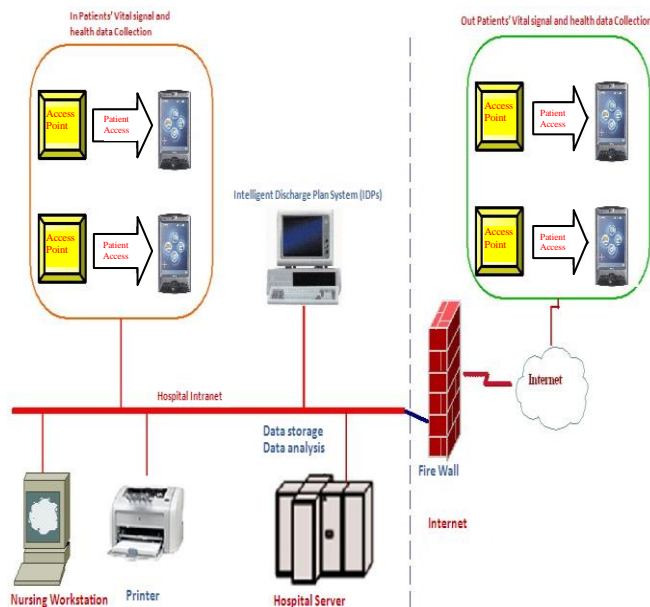 In Patients' Vital signal and
health data Collection
Out Patients' Vital signal and health data Collection
Access
Point
Patient
Access
Access
Point
Patient
Access
Access
Point
Patient
Access
Access
Point
Patient
Access
Intelligent Discharge Plan System (IDPs)
Internet
Hospital Intranet
Data storage
Data analysis
Fire Wall
Internet
Nursing Workstation
Printer
Hospital Server